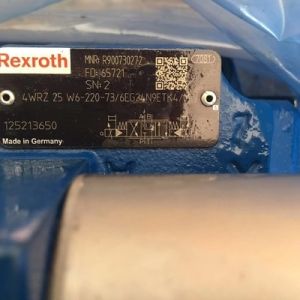 Rexroth
MNR: R900730272
FD: 65721
SN: 2
4WRZ 25 W6-220-73/6EG24N9ETK4/
125213650
A B
Made in Germany